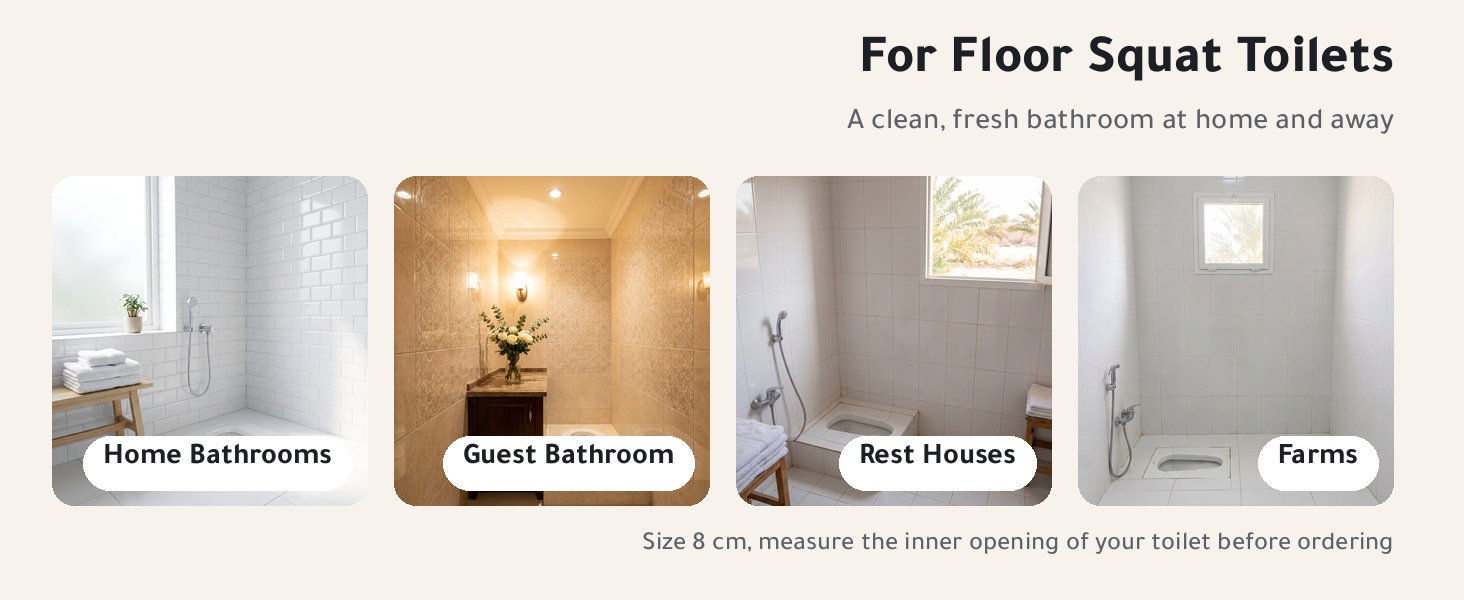 For Floor Squat Toilets
A clean, fresh bathroom at home and away
Home Bathrooms
Guest Bathroom
Rest Houses
Farms
Size 8 cm, measure the inner opening of your toilet before ordering